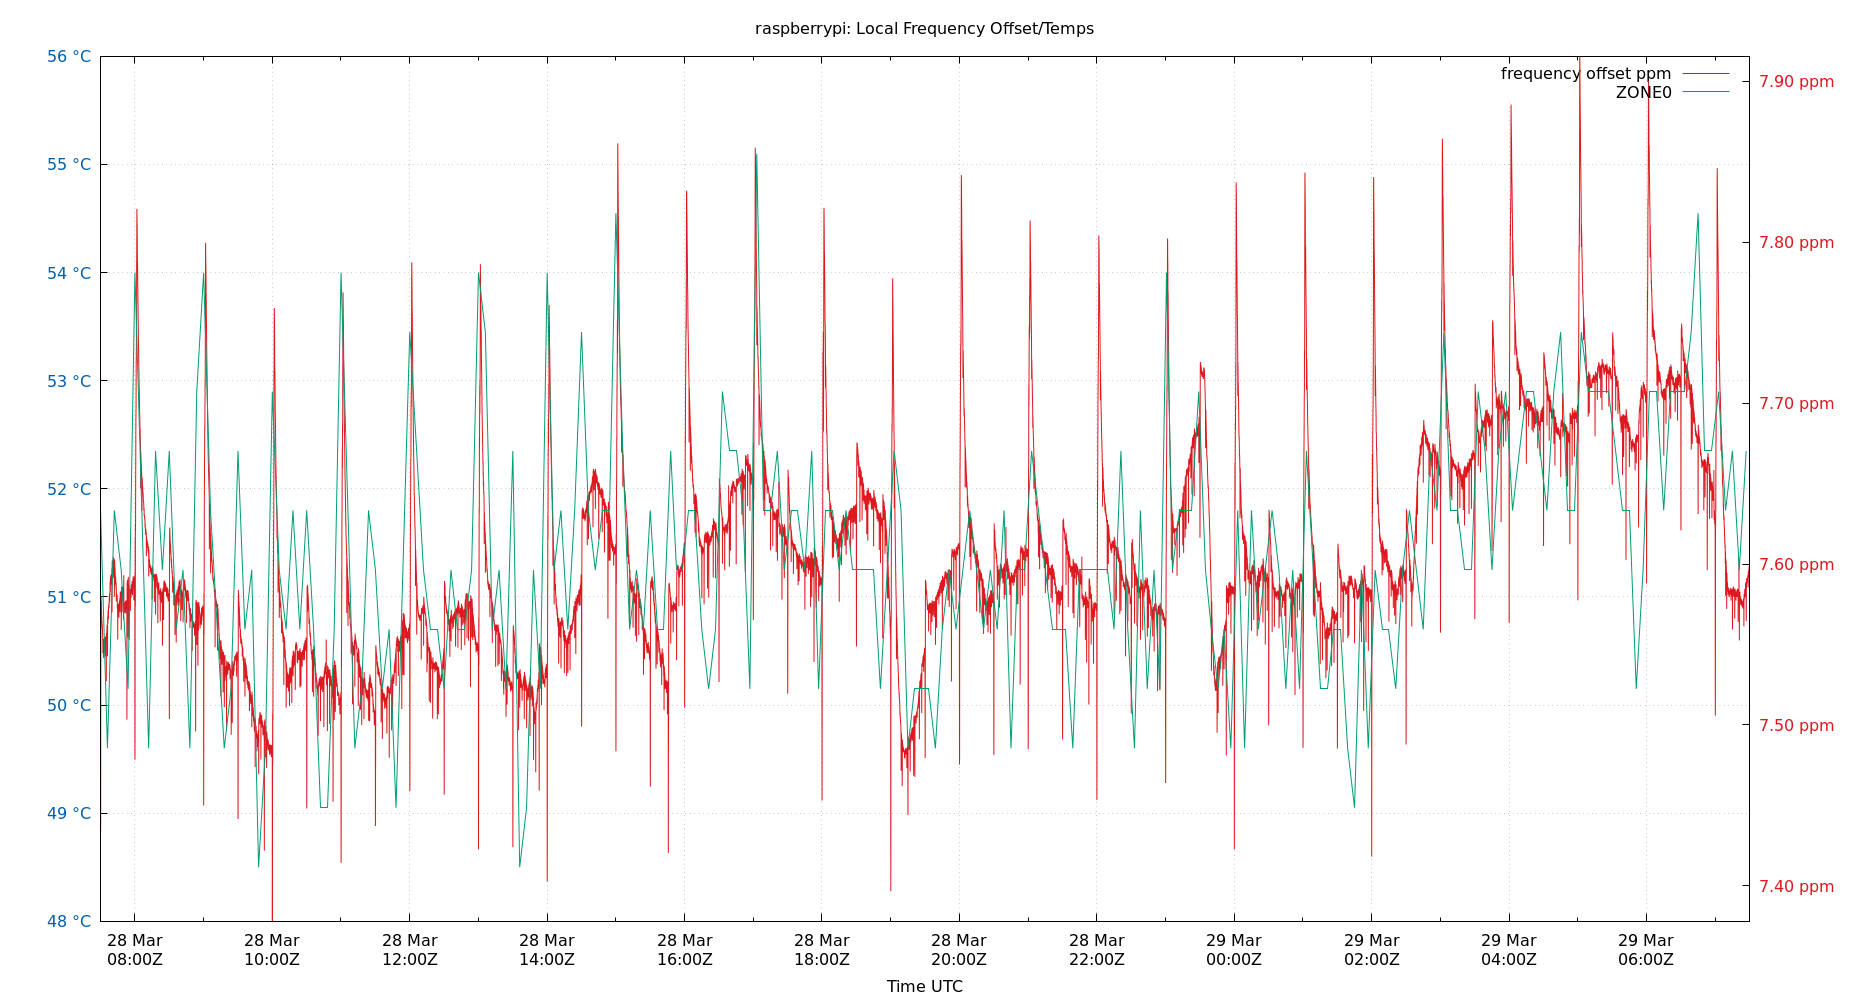 raspberrypi: Local Frequency Offset/Temps
56 °C
55 °C
54 °C
53 °C
52 °C
51 °C
50 °C
49 °C
48 °C
frequency offset ppm
ZONE0
7.90 ppm
7.80 ppm
7.70 ppm
7.60 ppm
7.50 ppm
7.40 ppm
28 Mar 28 Mar 28 Mar 28 Mar 28 Mar 28 Mar 28 Mar 28 Mar 29 Mar 29 Mar 29 Mar 29 Mar
08:00Z 10:00Z 12:00Z 14:00Z 16:00Z 18:00Z 20:00Z 22:00Z 00:00Z 02:00Z 04:00Z 06:00Z
Time UTC